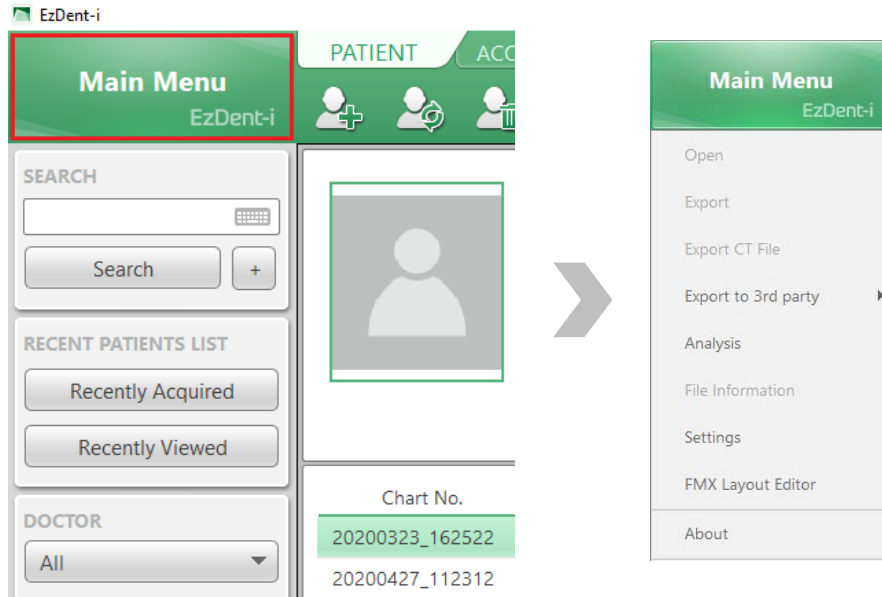 EzDent-i
Main Menu
EzDent-i
PATIENT
ACC
SEARCH
Search
+
RECENT PATIENTS LIST
Recently Acquired
Recently Viewed
DOCTOR
All
Chart No.
20200323_162522
20200427_112312
Main Menu
EzDent-i
Open
Export
Export CT File
Export to 3rd party
Analysis
File Information
Settings
FMX Layout Editor
About